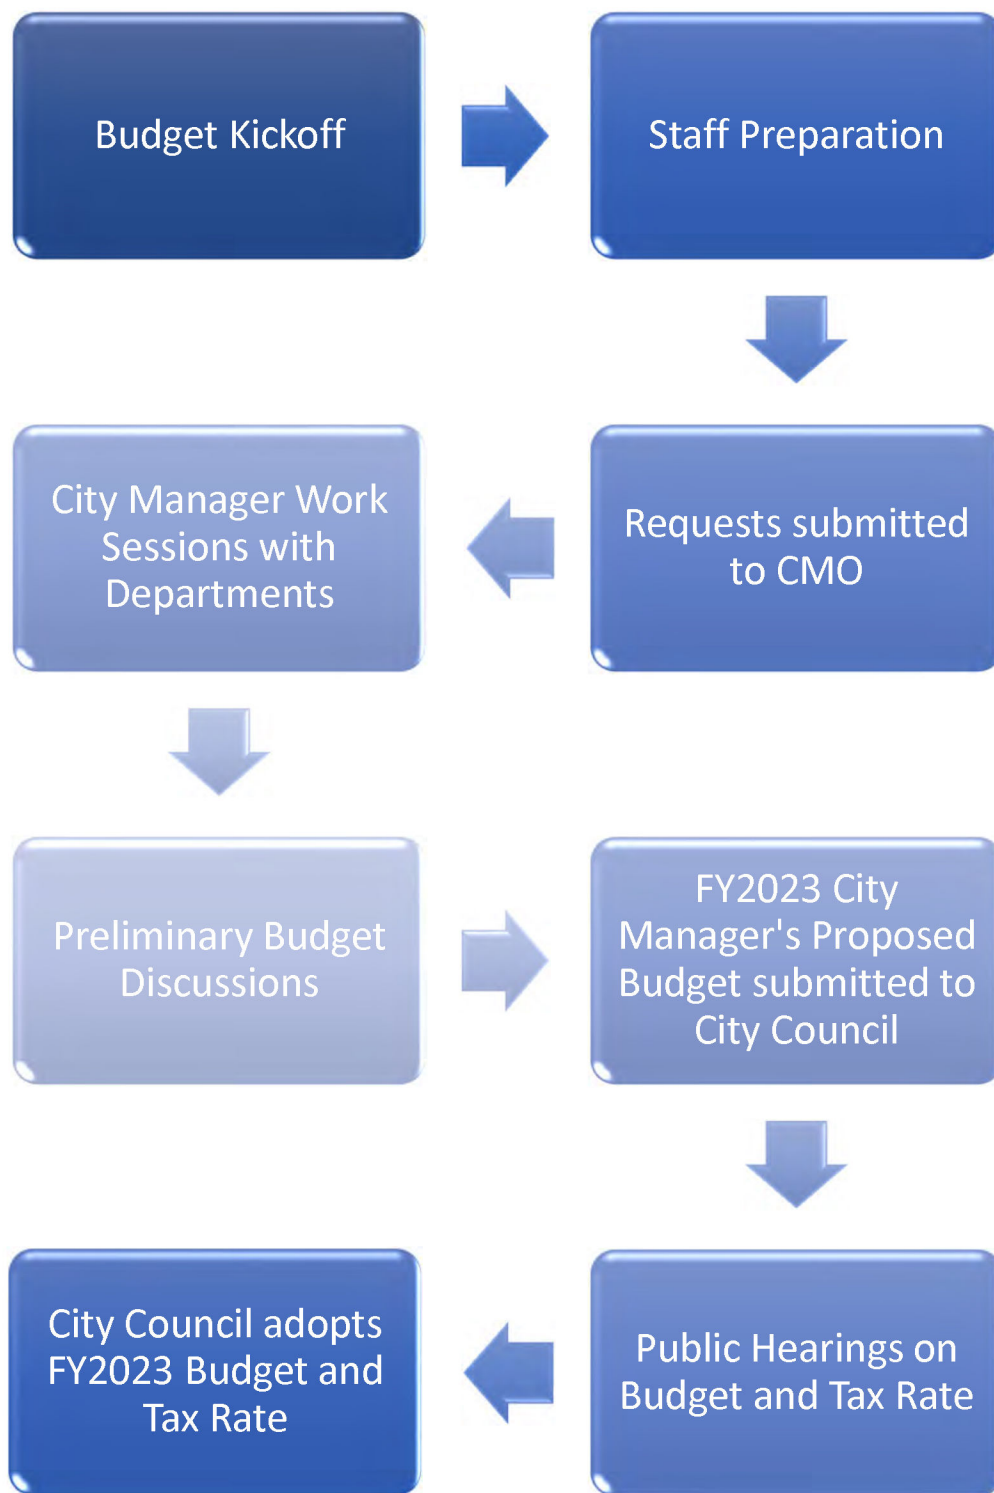 Budget Kickoff
Staff Preparation
Requests submitted
to CMO
City Manager Work
Sessions with
Departments
Preliminary Budget
Discussions
FY2023 City
Manager's Proposed
Budget submitted to
City Council
Public Hearings on
Budget and Tax Rate
City Council adopts
FY2023 Budget and
Tax Rate